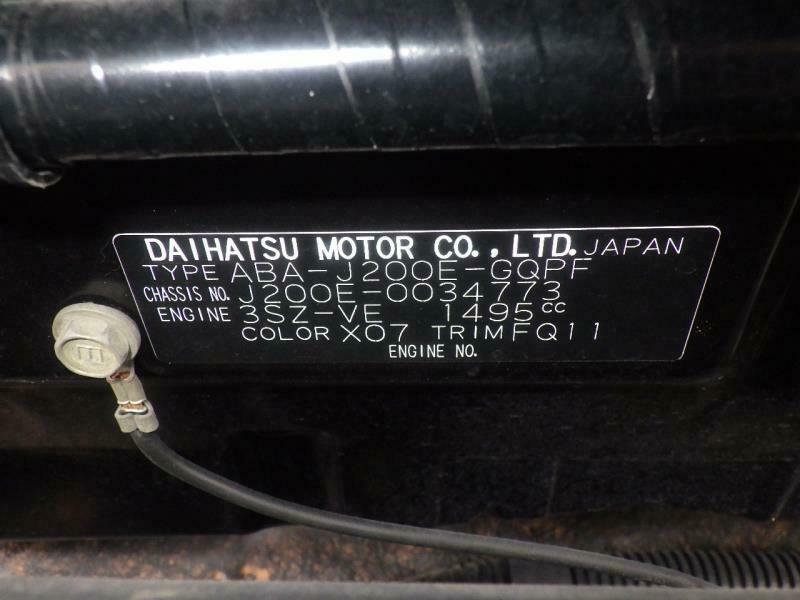 DAIHATSU MOTOR CO., LTD. JAPAN
TYPE ABA-J200E-GQPF
CHASSIS NO. J200E-0034773
ENGINE 3SZ-VE 1495cc
COLOR X07 TRIM FQ11
ENGINE NO.